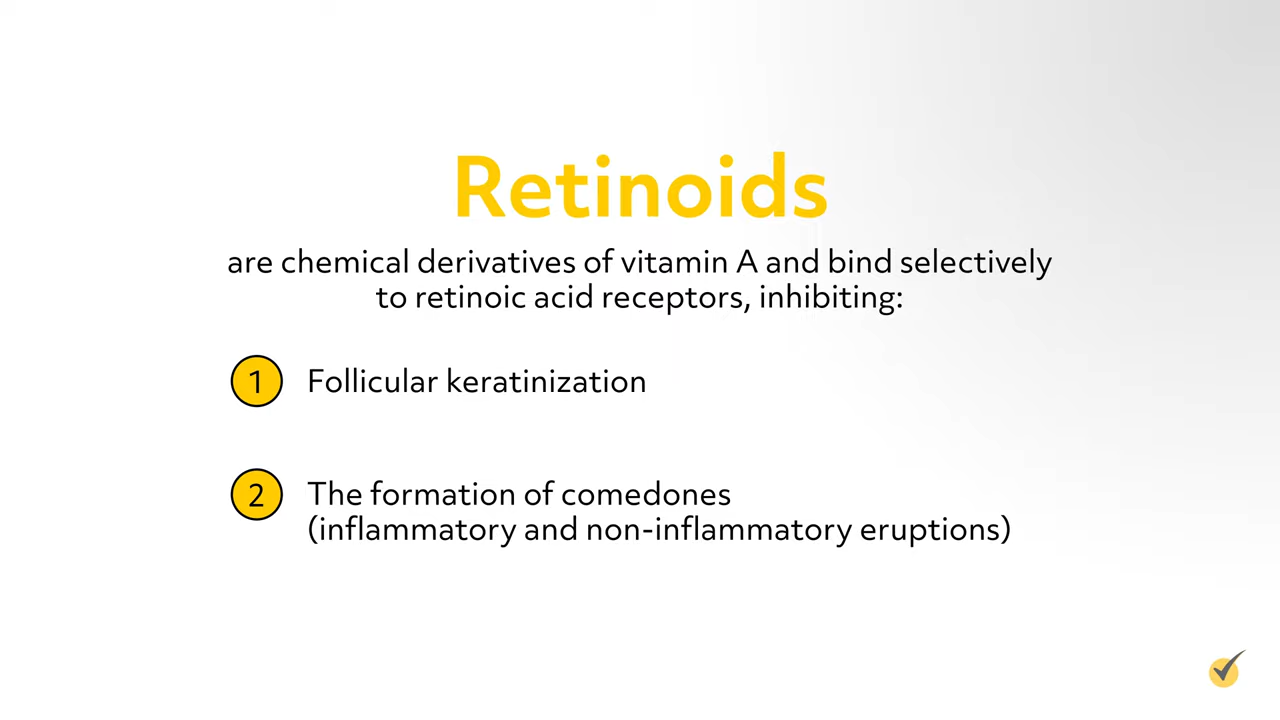 Retinoids
are chemical derivatives of vitamin A and bind selectively
to retinoic acid receptors, inhibiting:
1 Follicular keratinization
2 The formation of comedones
(inflammatory and non-inflammatory eruptions)